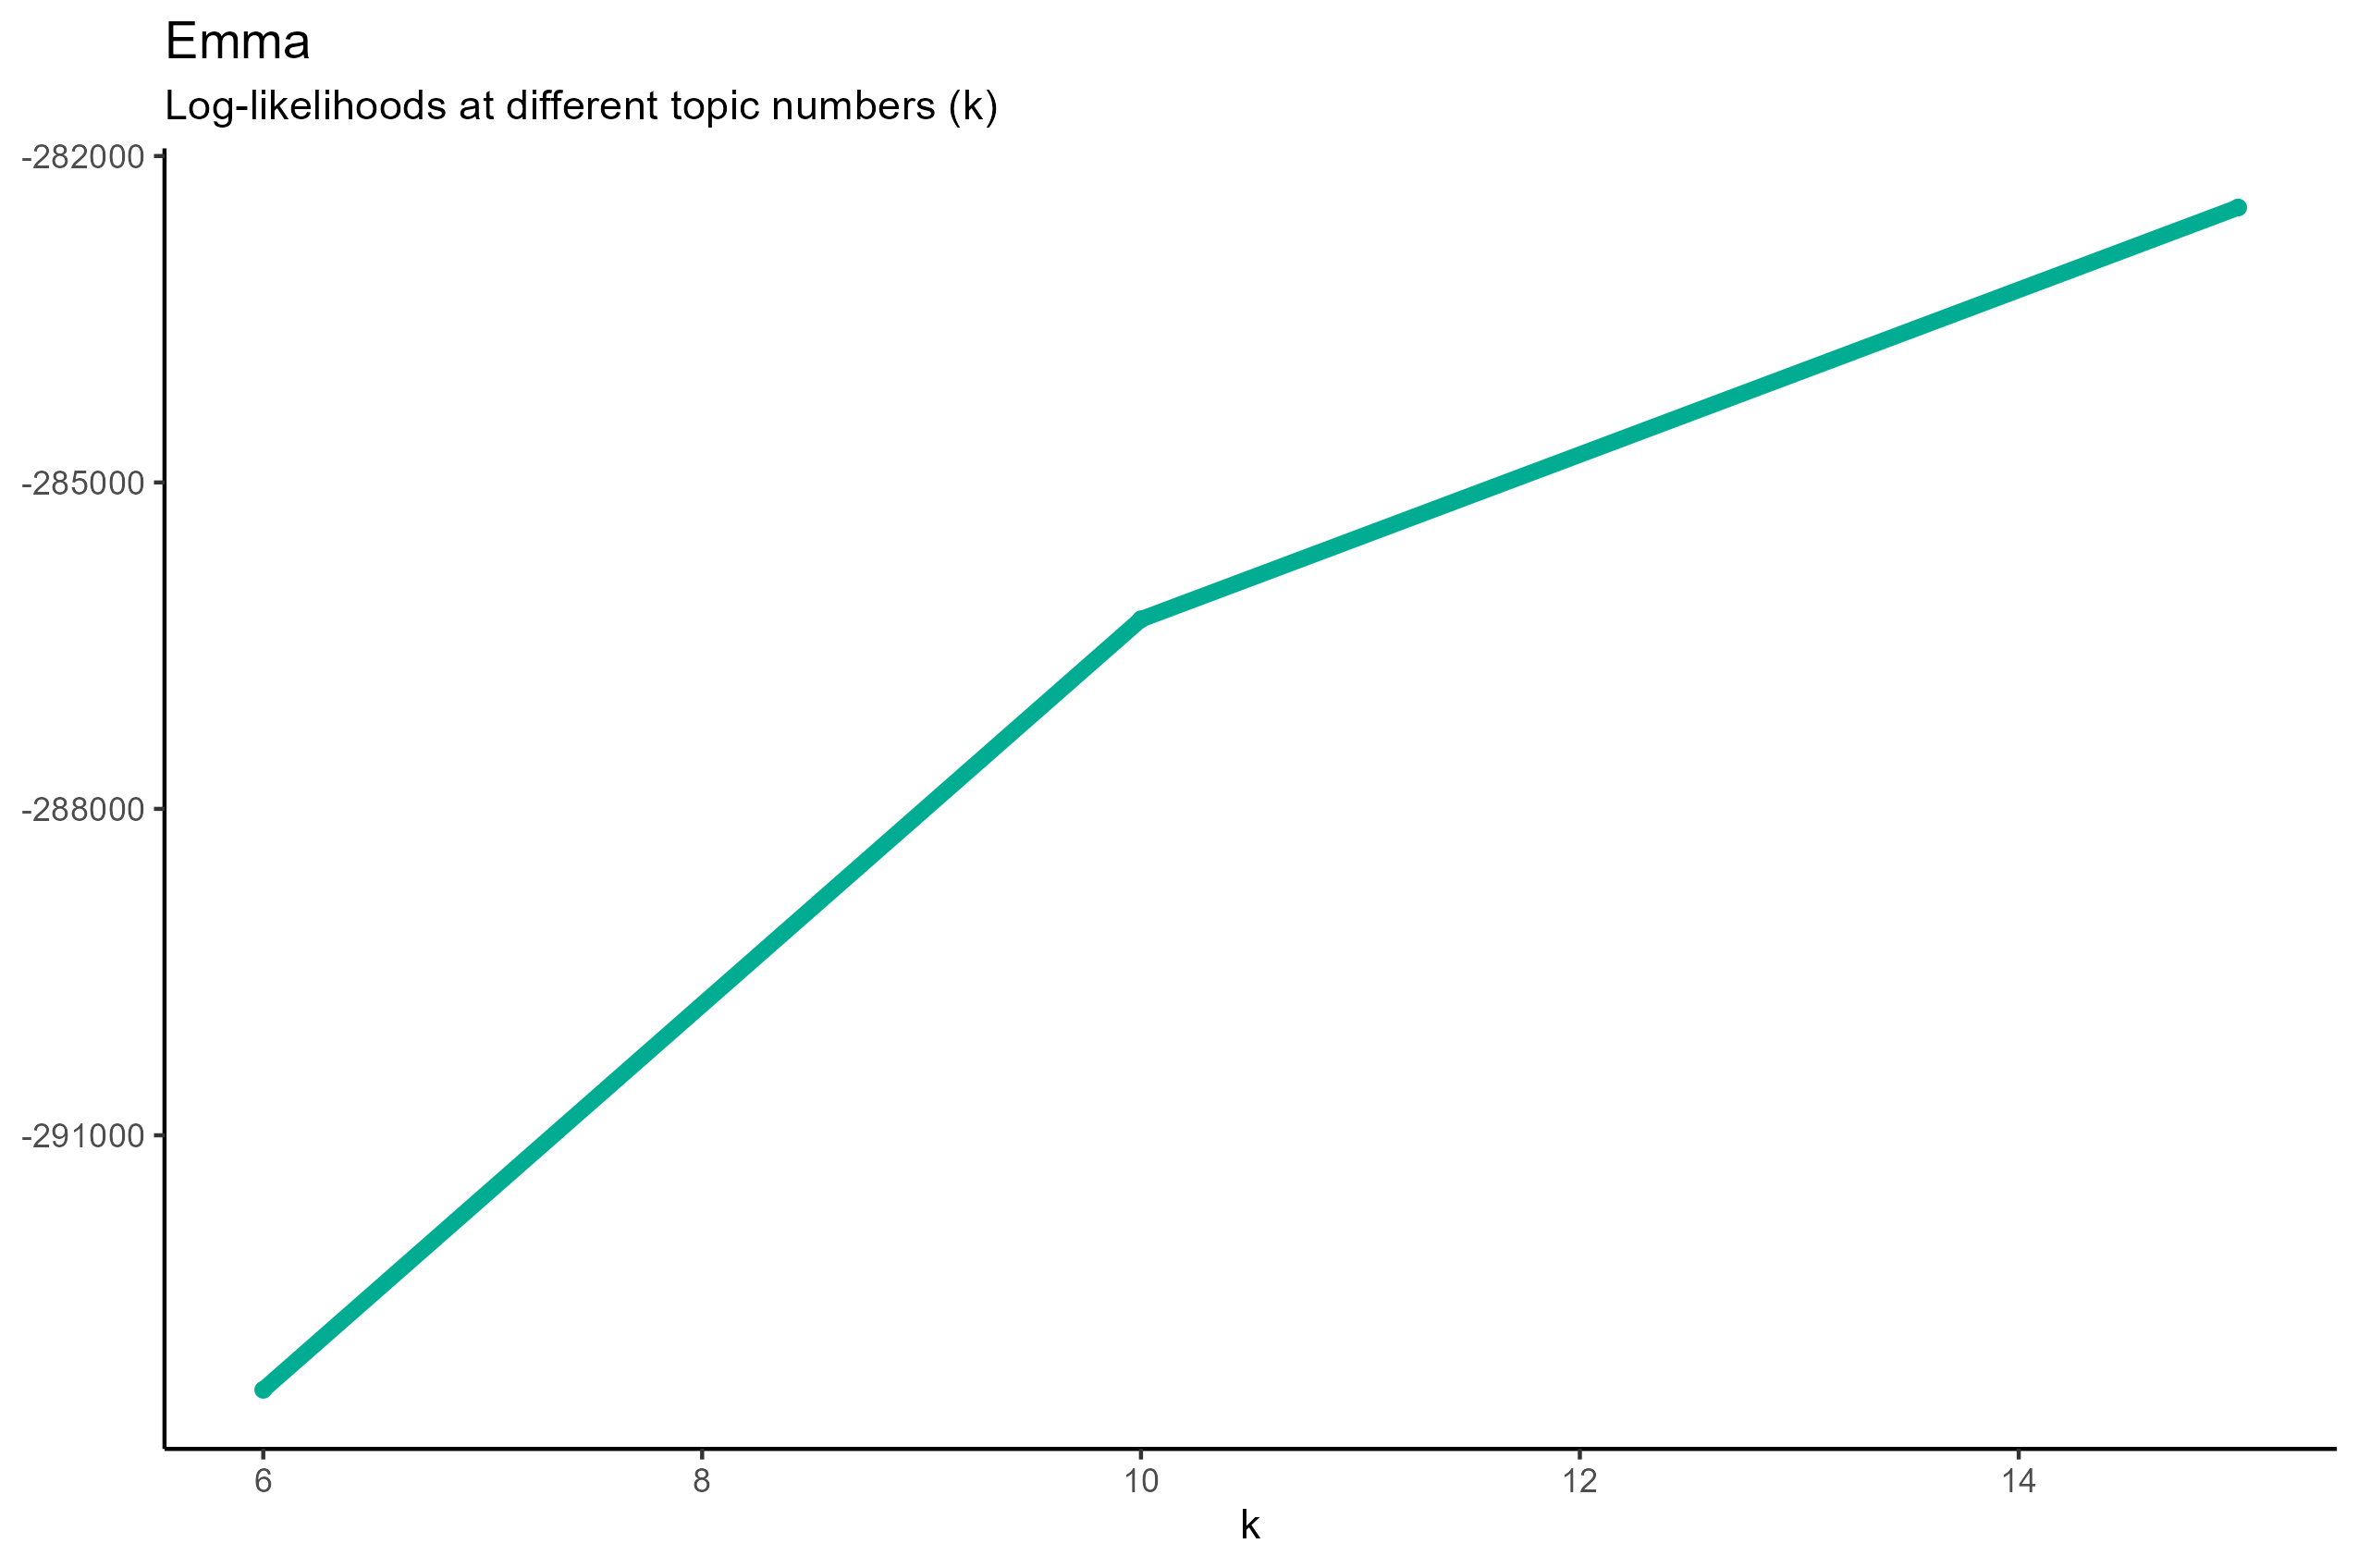 Emma
Log-likelihoods at different topic numbers (k)
-282000
-285000
-288000
-291000
6 8 10 12 14
k